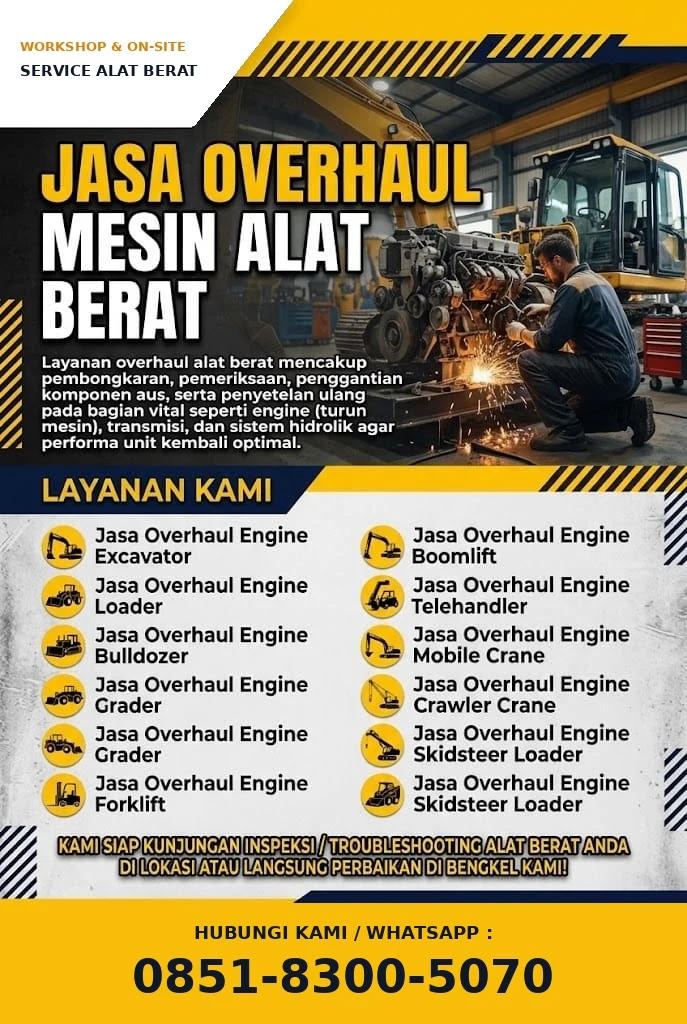 WORKSHOP & ON-SITE
SERVICE ALAT BERAT
JASA OVERHAUL
MESIN ALAT
BERAT
Layanan overhaul alat berat mencakup
pembongkaran, pemeriksaan, penggantian
komponen aus, serta penyetelan ulang
pada bagian vital seperti engine (turun
mesin), transmisi, dan sistem hidrolik agar
performa unit kembali optimal.
LAYANAN KAMI
Jasa Overhaul Engine
Excavator
Jasa Overhaul Engine
Loader
Jasa Overhaul Engine
Bulldozer
Jasa Overhaul Engine
Grader
Jasa Overhaul Engine
Grader
Jasa Overhaul Engine
Forklift
Jasa Overhaul Engine
Boomlift
Jasa Overhaul Engine
Telehandler
Jasa Overhaul Engine
Mobile Crane
Jasa Overhaul Engine
Crawler Crane
Jasa Overhaul Engine
Skidsteer Loader
Jasa Overhaul Engine
Skidsteer Loader
KAMI SIAP KUNJUNGAN INSPEKSI / TROUBLESHOOTING ALAT BERAT ANDA
DI LOKASI ATAU LANGSUNG PERBAIKAN DI BENGKEL KAMI!
HUBUNGI KAMI / WHATSAPP :
0851-8300-5070